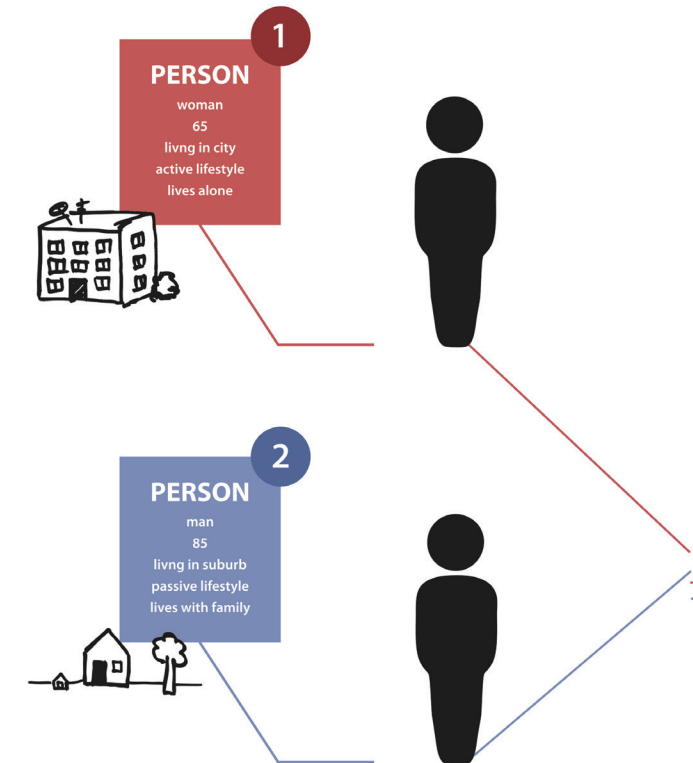 1
PERSON
woman
65
livng in city
active lifestyle
lives alone
2
PERSON
man
85
livng in suburb
passive lifestyle
lives with family